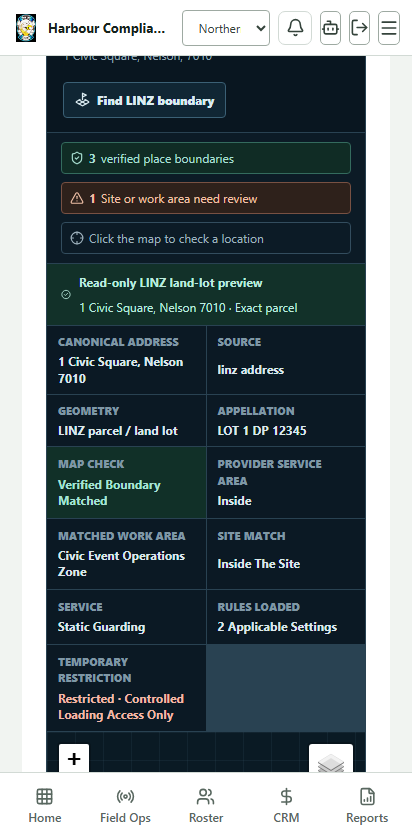 Harbour Complia...
Norther
1 Civic Square, Nelson, 7010
Find LINZ boundary
3 verified place boundaries
1 Site or work area need review
Click the map to check a location
Read-only LINZ land-lot preview
1 Civic Square, Nelson 7010 · Exact parcel
CANONICAL ADDRESS
1 Civic Square, Nelson
7010
SOURCE
linz address
GEOMETRY
LINZ parcel / land lot
APPELLATION
LOT 1 DP 12345
MAP CHECK
Verified Boundary
Matched
PROVIDER SERVICE
AREA
Inside
MATCHED WORK AREA
Civic Event Operations
Zone
SITE MATCH
Inside The Site
SERVICE
Static Guarding
RULES LOADED
2 Applicable Settings
TEMPORARY
RESTRICTION
Restricted · Controlled
Loading Access Only
+
Home
Field Ops
Roster
CRM
Reports